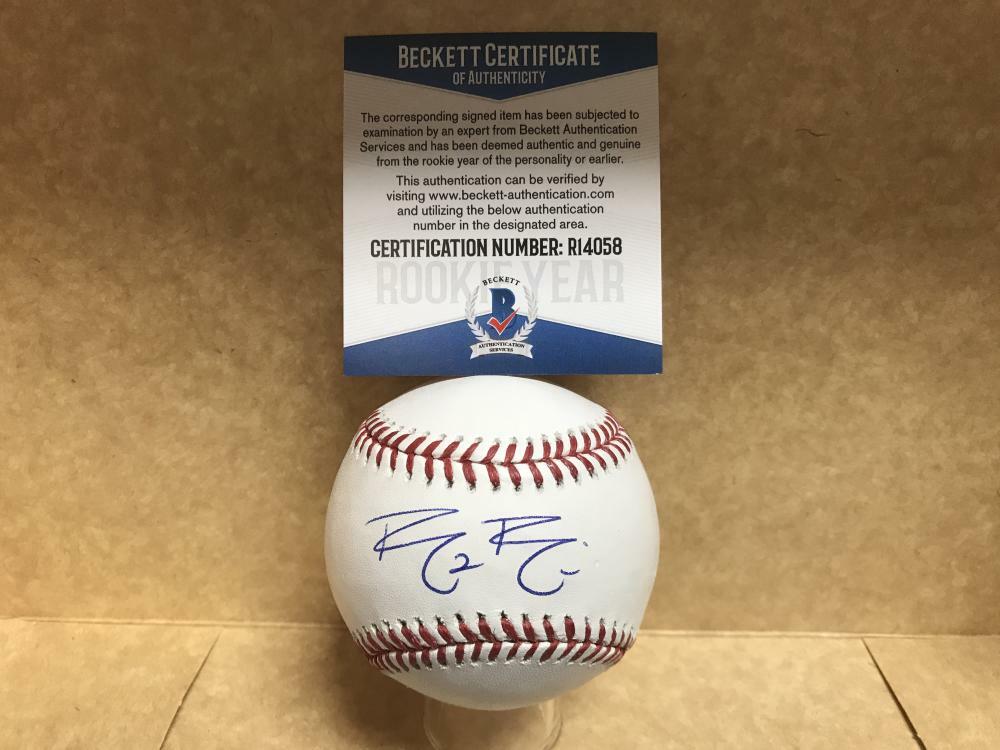 BECKETT CERTIFICATE
OF AUTHENTICITY
The corresponding signed item has been subjected to
examination by an expert from Beckett Authentication
Services and has been deemed authentic and genuine
from the rookie year of the personality or earlier.
This authentication can be verified by
visiting www.beckett-authentication.com
and utilizing the below authentication
number in the designated area.
CERTIFICATION NUMBER: R14058
ROOKIE YEAR
BECKETT
B
AUTHENTICATION
SERVICES